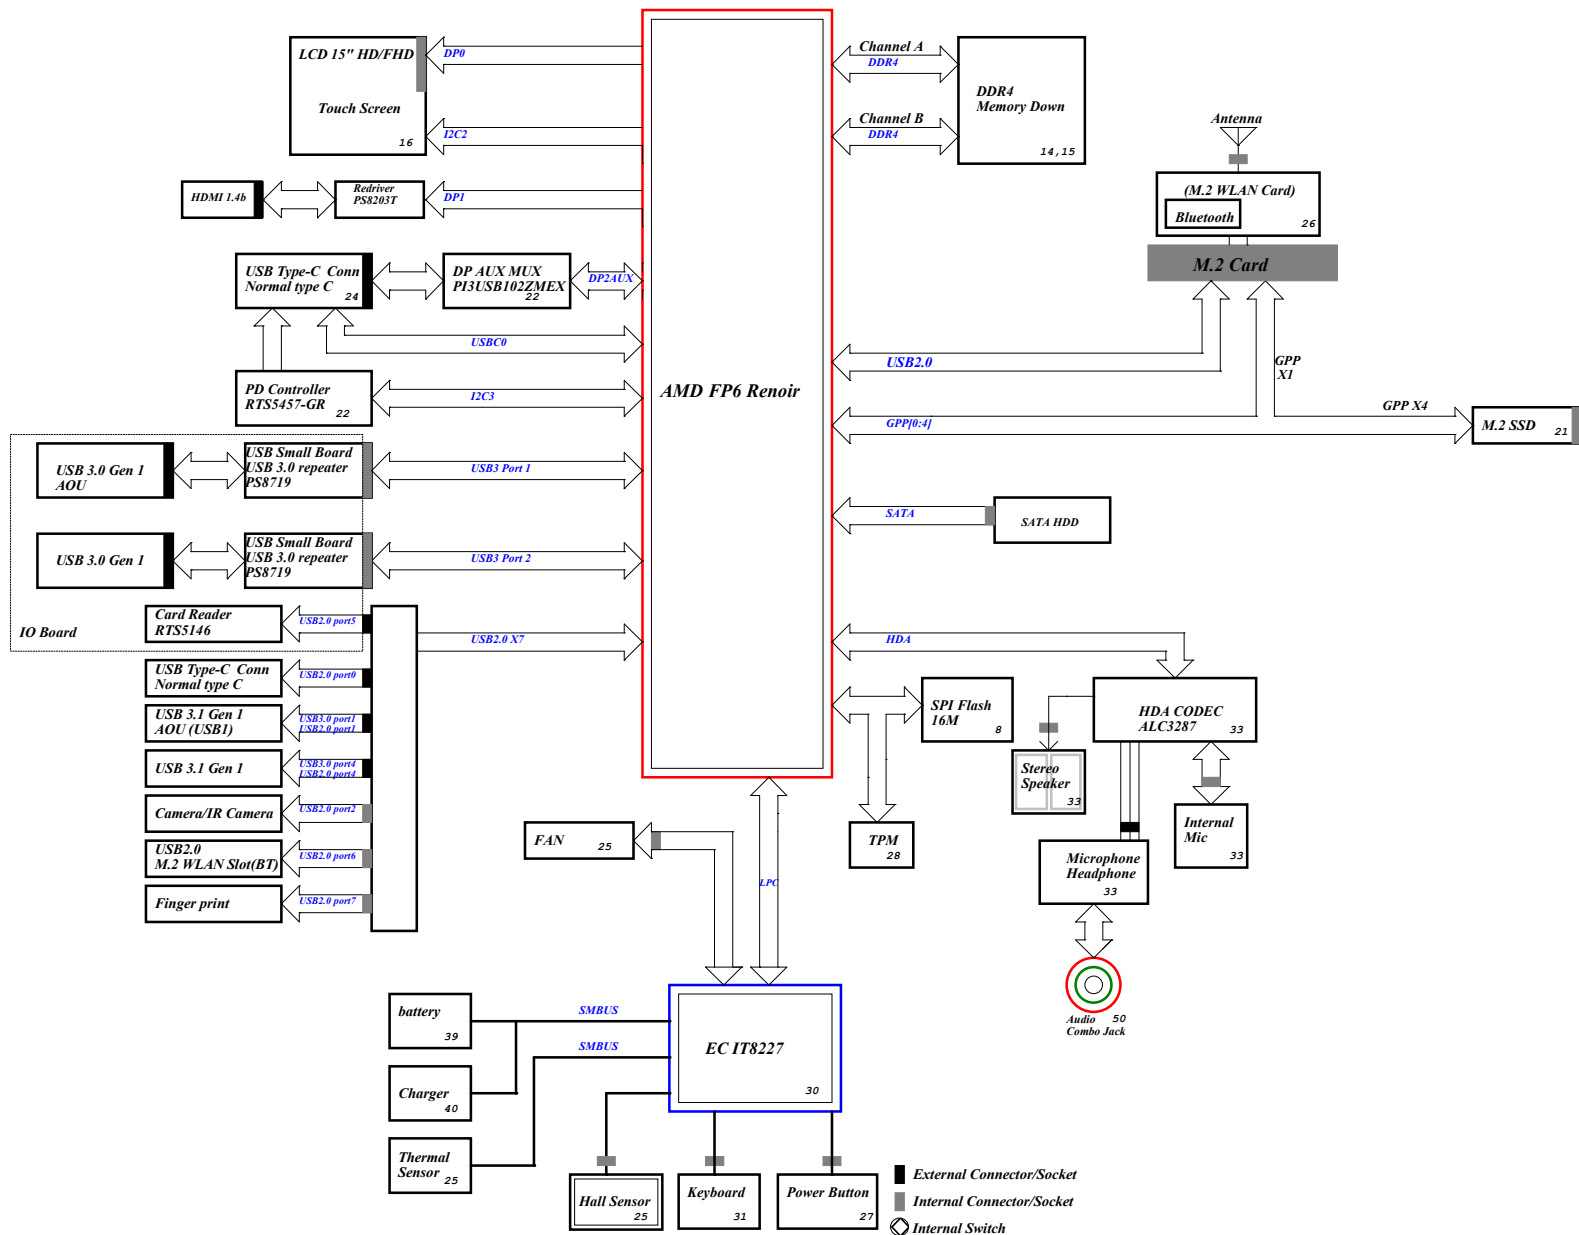 LCD 15" HD/FHD
Touch Screen
16
DP0
I2C2
HDMI 1.4b
Redriver
PS8203T
DP1
USB Type-C  Conn
Normal type C
24
DP AUX MUX
PI3USB102ZMEX
22
DP2AUX
USBC0
PD Controller
RTS5457-GR
22
I2C3
USB 3.0 Gen 1
AOU
USB Small Board
USB 3.0 repeater
PS8719
USB3 Port 1
USB 3.0 Gen 1
USB Small Board
USB 3.0 repeater
PS8719
USB3 Port 2
IO Board
Card Reader
RTS5146
USB2.0 port5
USB2.0 X7
USB Type-C  Conn
Normal type C
USB2.0 port0
USB 3.1 Gen 1
AOU (USB1)
USB3.0 port1
USB2.0 port1
USB 3.1 Gen 1
USB3.0 port4
USB2.0 port4
Camera/IR Camera
USB2.0 port2
USB2.0
M.2 WLAN Slot(BT)
USB2.0 port6
Finger print
USB2.0 port7
AMD FP6 Renoir
Channel A
DDR4
Channel B
DDR4
DDR4
Memory Down
14,15
Antenna
(M.2 WLAN Card)
Bluetooth
26
M.2 Card
USB2.0
GPP
X1
GPP[0:4]
GPP X4
M.2 SSD
21
SATA
SATA HDD
HDA
SPI Flash
16M
8
TPM
28
HDA CODEC
ALC3287
33
Stereo
Speaker
33
Internal
Mic
33
Microphone
Headphone
33
Audio
50
Combo Jack
FAN
25
LPC
EC IT8227
30
battery
39
SMBUS
SMBUS
Charger
40
Thermal
Sensor
25
Hall Sensor
25
Keyboard
31
Power Button
27
External Connector/Socket
Internal Connector/Socket
Internal Switch